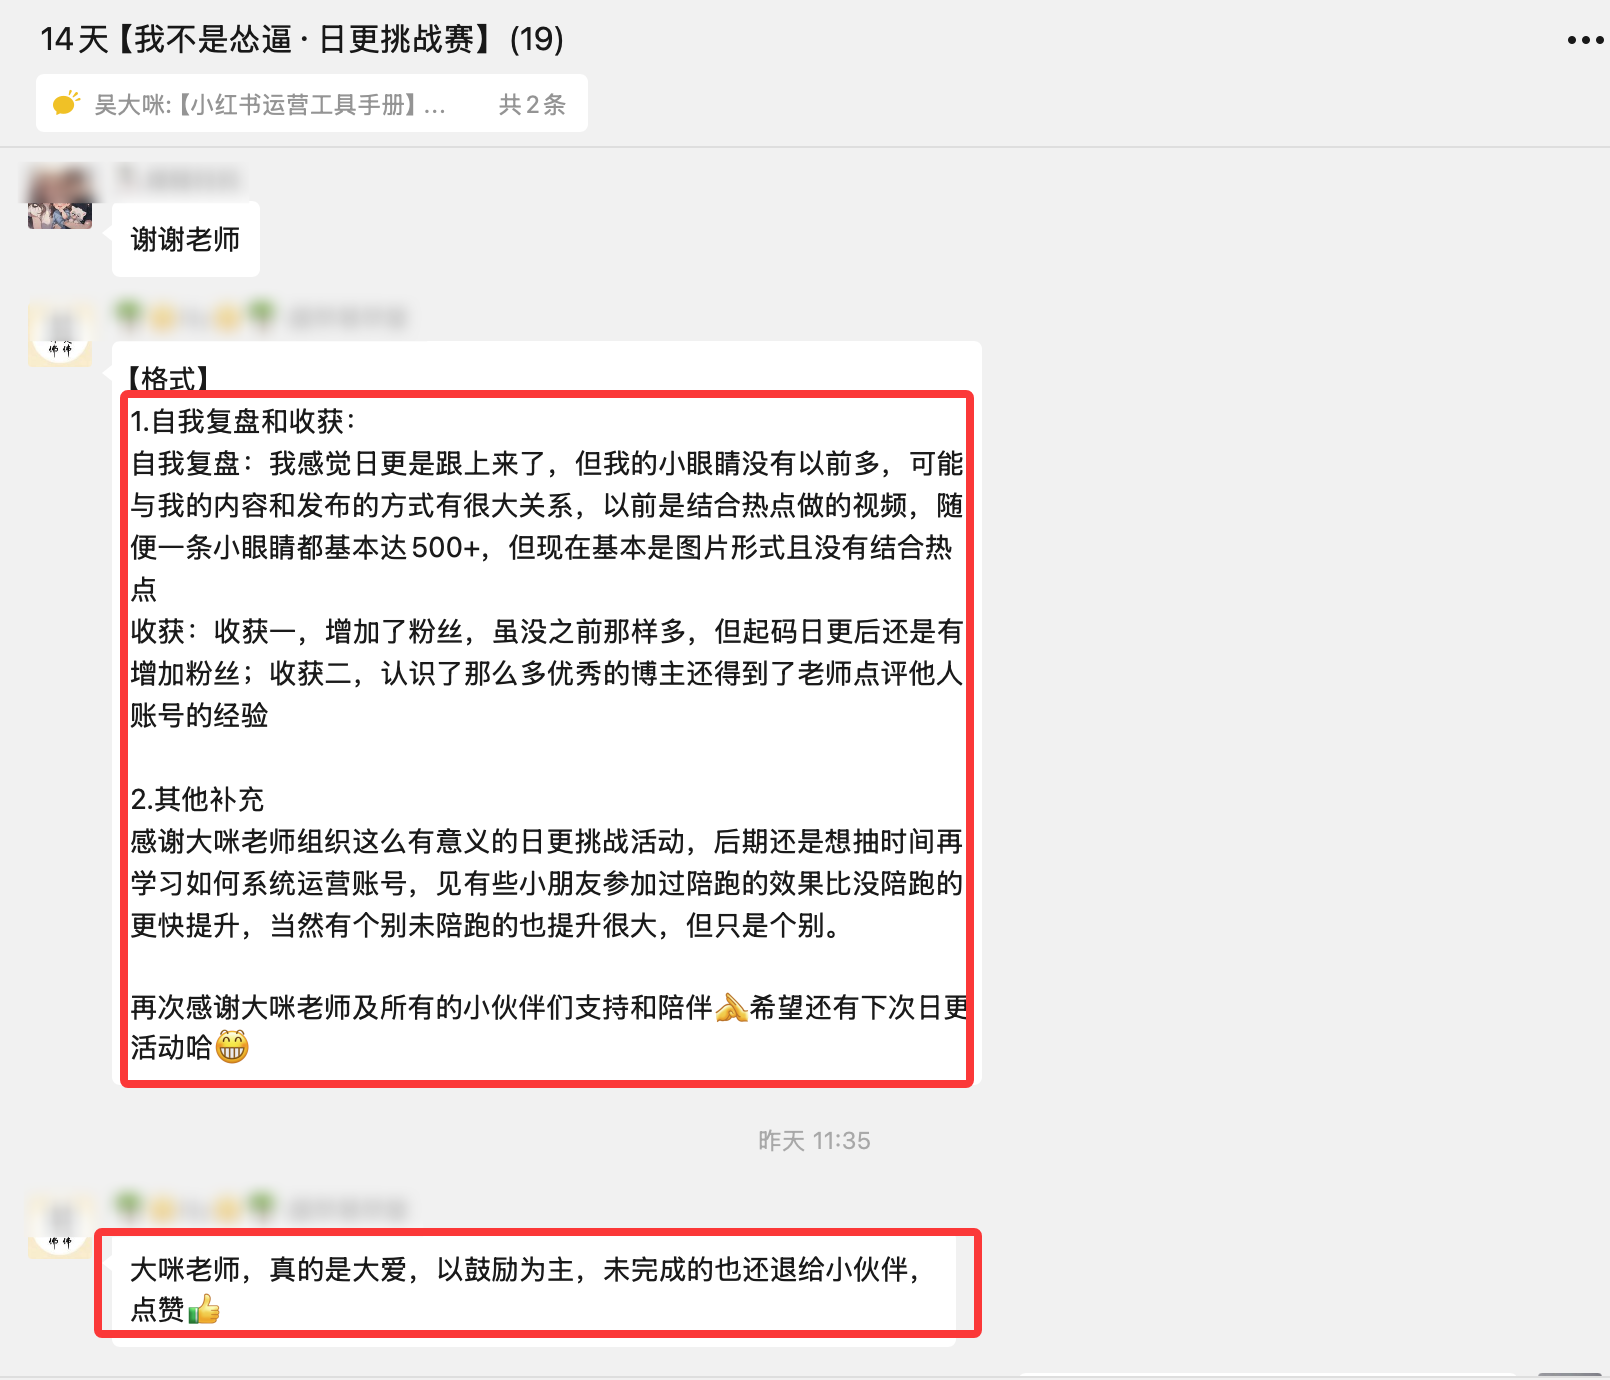 14天【我不是怂逼·日更挑战赛】(19)
吴大咪:【小红书运营工具手册】... 共2条
谢谢老师
【格式】
1.自我复盘和收获：
自我复盘：我感觉日更是跟上来了，但我的小眼睛没有以前多，可能
与我的内容和发布的方式有很大关系，以前是结合热点做的视频，随
便一条小眼睛都基本达500+，但现在基本是图片形式且没有结合热
点
收获：收获一，增加了粉丝，虽没之前那样多，但起码日更后还是有
增加粉丝；收获二，认识了那么多优秀的博主还得到了老师点评他人
账号的经验
2.其他补充
感谢大咪老师组织这么有意义的日更挑战活动，后期还是想抽时间再
学习如何系统运营账号，见有些小朋友参加过陪跑的效果比没陪跑的
更快提升，当然有个别未陪跑的也提升很大，但只是个别。
再次感谢大咪老师及所有的小伙伴们支持和陪伴🙏希望还有下次日更
活动哈😁
昨天 11:35
佛佛
大咪老师，真的是大爱，以鼓励为主，未完成的也还退给小伙伴，
点赞👍